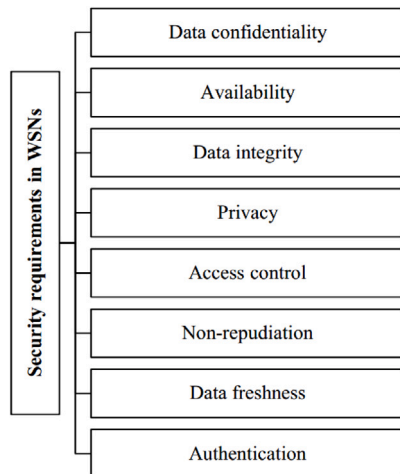 Security requirements in WSNs
Data confidentiality
Availability
Data integrity
Privacy
Access control
Non-repudiation
Data freshness
Authentication